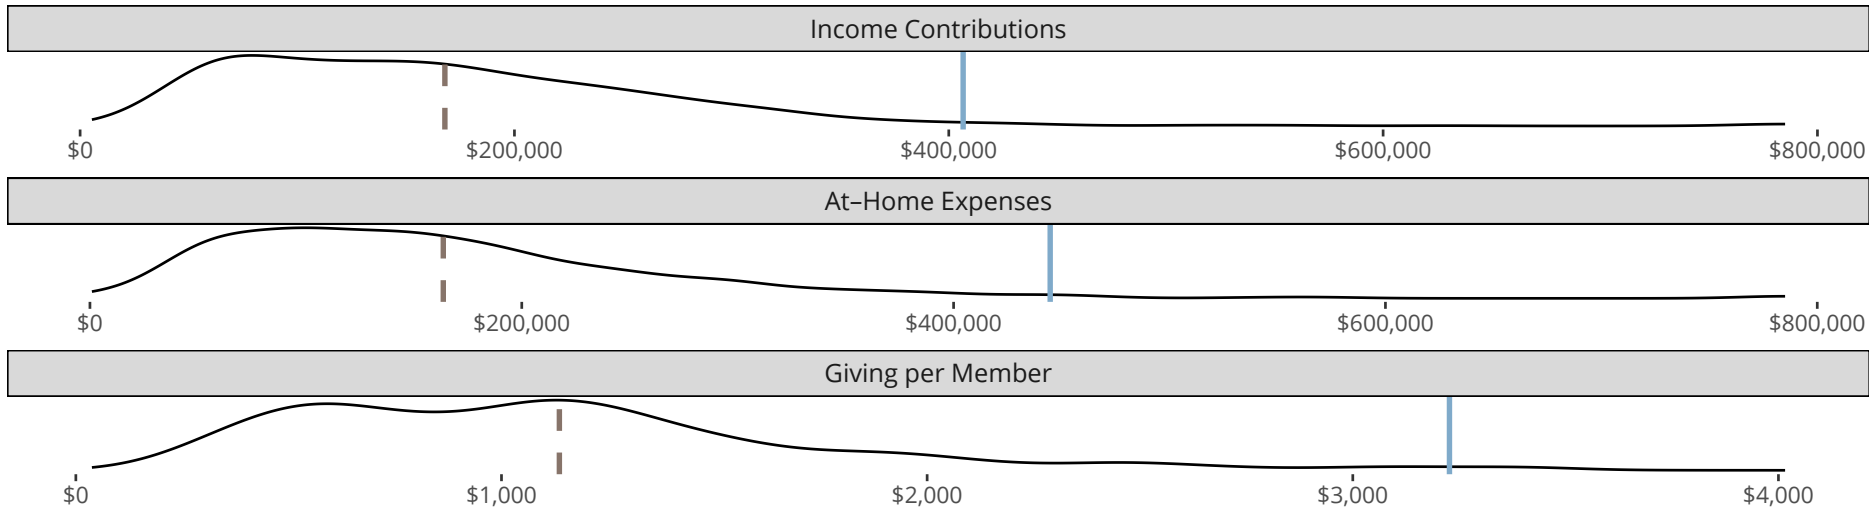 Income Contributions
$0 $200,000 $400,000 $600,000 $800,000
At–Home Expenses
$0 $200,000 $400,000 $600,000 $800,000
Giving per Member
$0 $1,000 $2,000 $3,000 $4,000